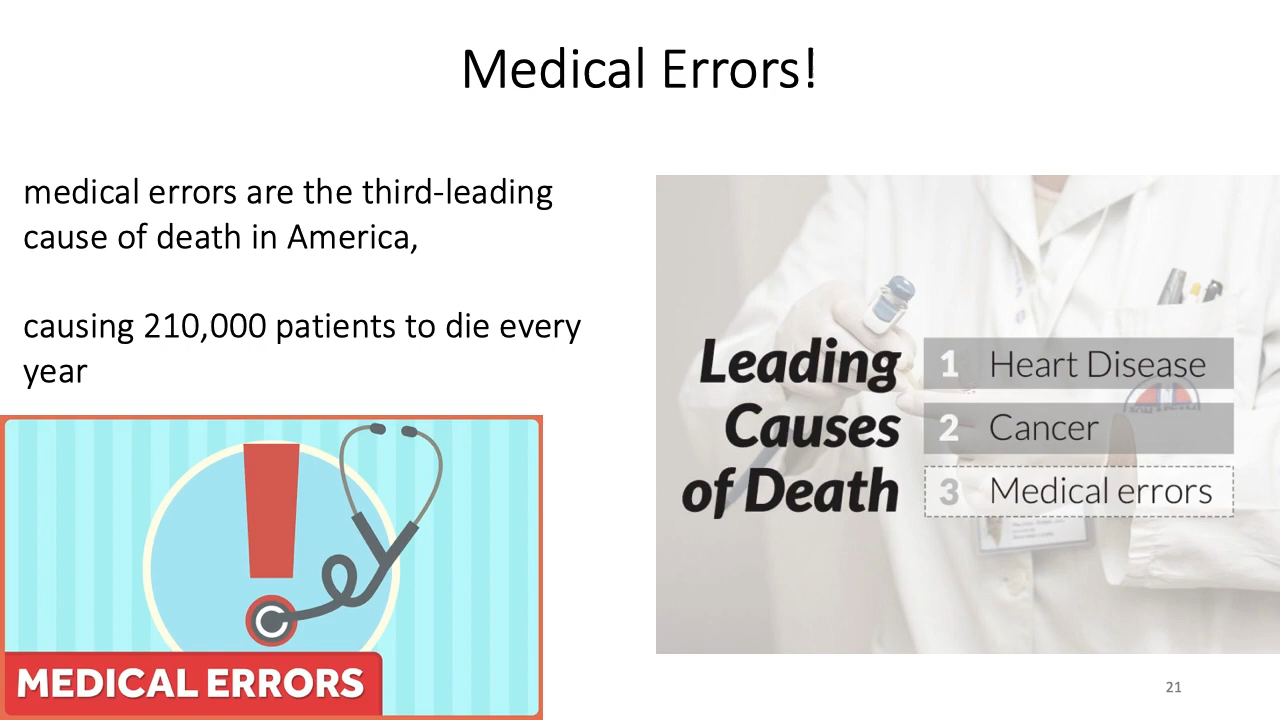 Medical Errors!
medical errors are the third-leading
cause of death in America,
causing 210,000 patients to die every
year
MEDICAL ERRORS
Leading
Causes
of Death
1 Heart Disease
2 Cancer
3 Medical errors
21